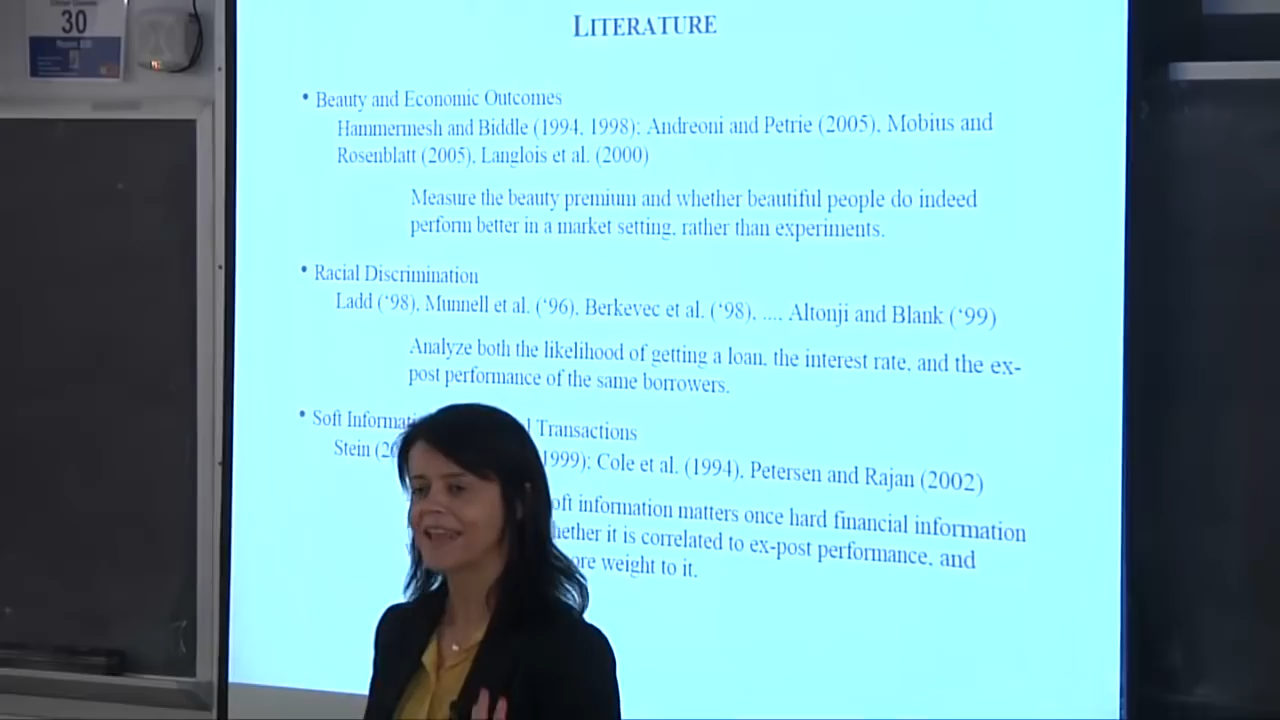 30
LITERATURE
• Beauty and Economic Outcomes
Hammermesh and Biddle (1994, 1998); Andreoni and Petrie (2005), Mobius and
Rosenblatt (2005), Langlois et al. (2000)
Measure the beauty premium and whether beautiful people do indeed
perform better in a market setting, rather than experiments.
• Racial Discrimination
Ladd (‘98), Munnell et al. (‘96), Berkevec et al. (‘98), ..., Altonji and Blank (‘99)
Analyze both the likelihood of getting a loan, the interest rate, and the ex-
post performance of the same borrowers.
• Soft Transactions
Stein 1999); Cole et al. (1994), Petersen and Rajan (2002)
information matters once hard financial information
it is correlated to ex-post performance, and
weight to it.